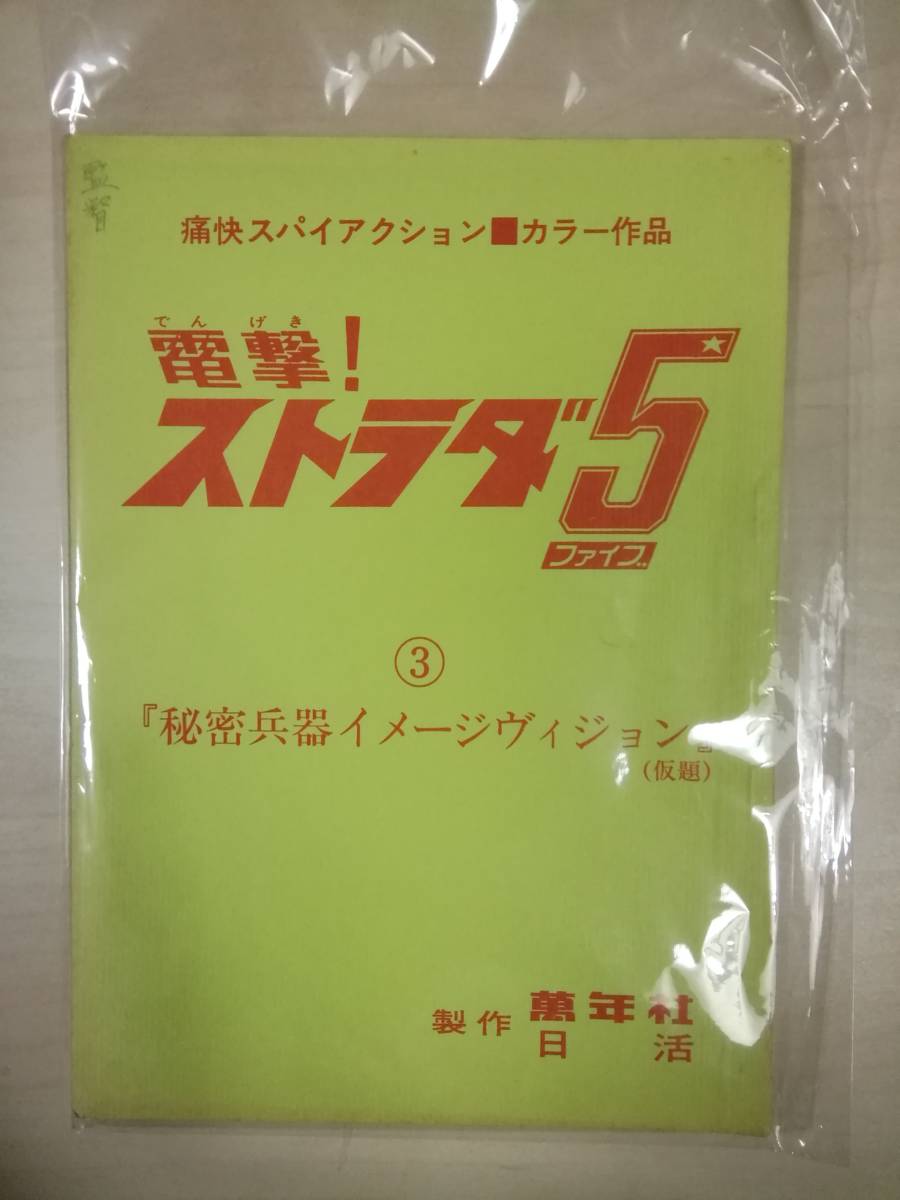 監督
痛快スパイアクション■カラー作品
でんげき
電撃!
ストラダ5
ファイブ
③
『秘密兵器イメージヴィジョン』
(仮題)
製作 萬年社
日活